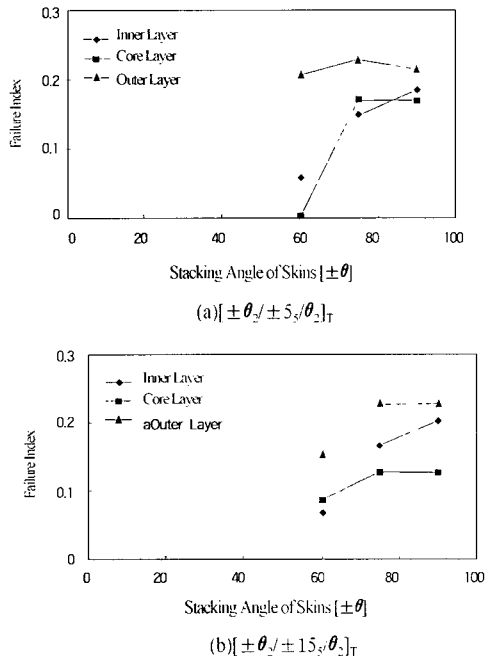 0.3
Inner Layer
Core Layer
Outer Layer
0.2
Failure Index
0.1
0
0 20 40 60 80 100
Stacking Angle of Skins [±θ]
(a)[±θ₂/±5₅/θ₂]T
0.3
Inner Layer
Core Layer
aOuter Layer
0.2
Failure Index
0.1
0
0 20 40 60 80 100
Stacking Angle of Skins [±θ]
(b)[±θ₂/±15₅/θ₂]T